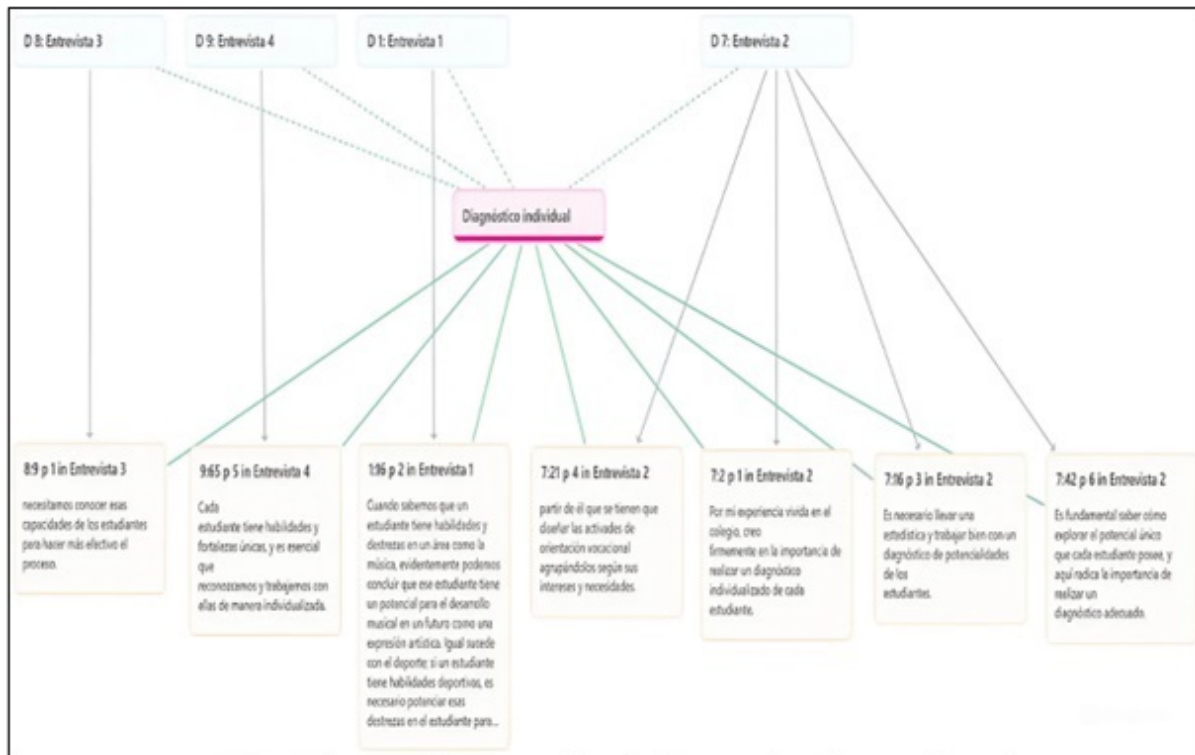 D 8: Entrevista 3
D 9: Entrevista 4
D 1: Entrevista 1
D 7: Entrevista 2
Diagnóstico individual
8:9 p 1 in Entrevista 3
necesitamos conocer esas
capacidades de los estudiantes
para hacer más efectivo el
proceso.
9:65 p 5 in Entrevista 4
Cada
estudiante tiene habilidades y
fortalezas únicas, y es esencial
que
reconozcamos y trabajemos con
ellas de manera individualizada.
1:16 p 2 in Entrevista 1
Cuando sabemos que un
estudiante tiene habilidades y
destrezas en un área como la
música, evidentemente podemos
concluir que ese estudiante tiene
un potencial para el desarrollo
musical en un futuro como una
expresión artística. Igual sucede
con el deporte; si un estudiante
tiene habilidades deportivas, es
necesario potenciar esas
destrezas en el estudiante para...
7:21 p 4 in Entrevista 2
partir de él que se tienen que
diseñar las activades de
orientación vocacional
agrupándolos según sus
intereses y necesidades.
7:2 p 1 in Entrevista 2
Por mi experiencia vivida en el
colegio, creo
firmemente en la importancia de
realizar un diagnóstico
individualizado de cada
estudiante.
7:16 p 3 in Entrevista 2
Es necesario llevar una
estadística y trabajar bien con un
diagnóstico de potencialidades
de los
estudiantes.
7:42 p 6 in Entrevista 2
Es fundamental saber cómo
explorar el potencial único
que cada estudiante posee, y
aquí radica la importancia de
realizar un
diagnóstico adecuado.